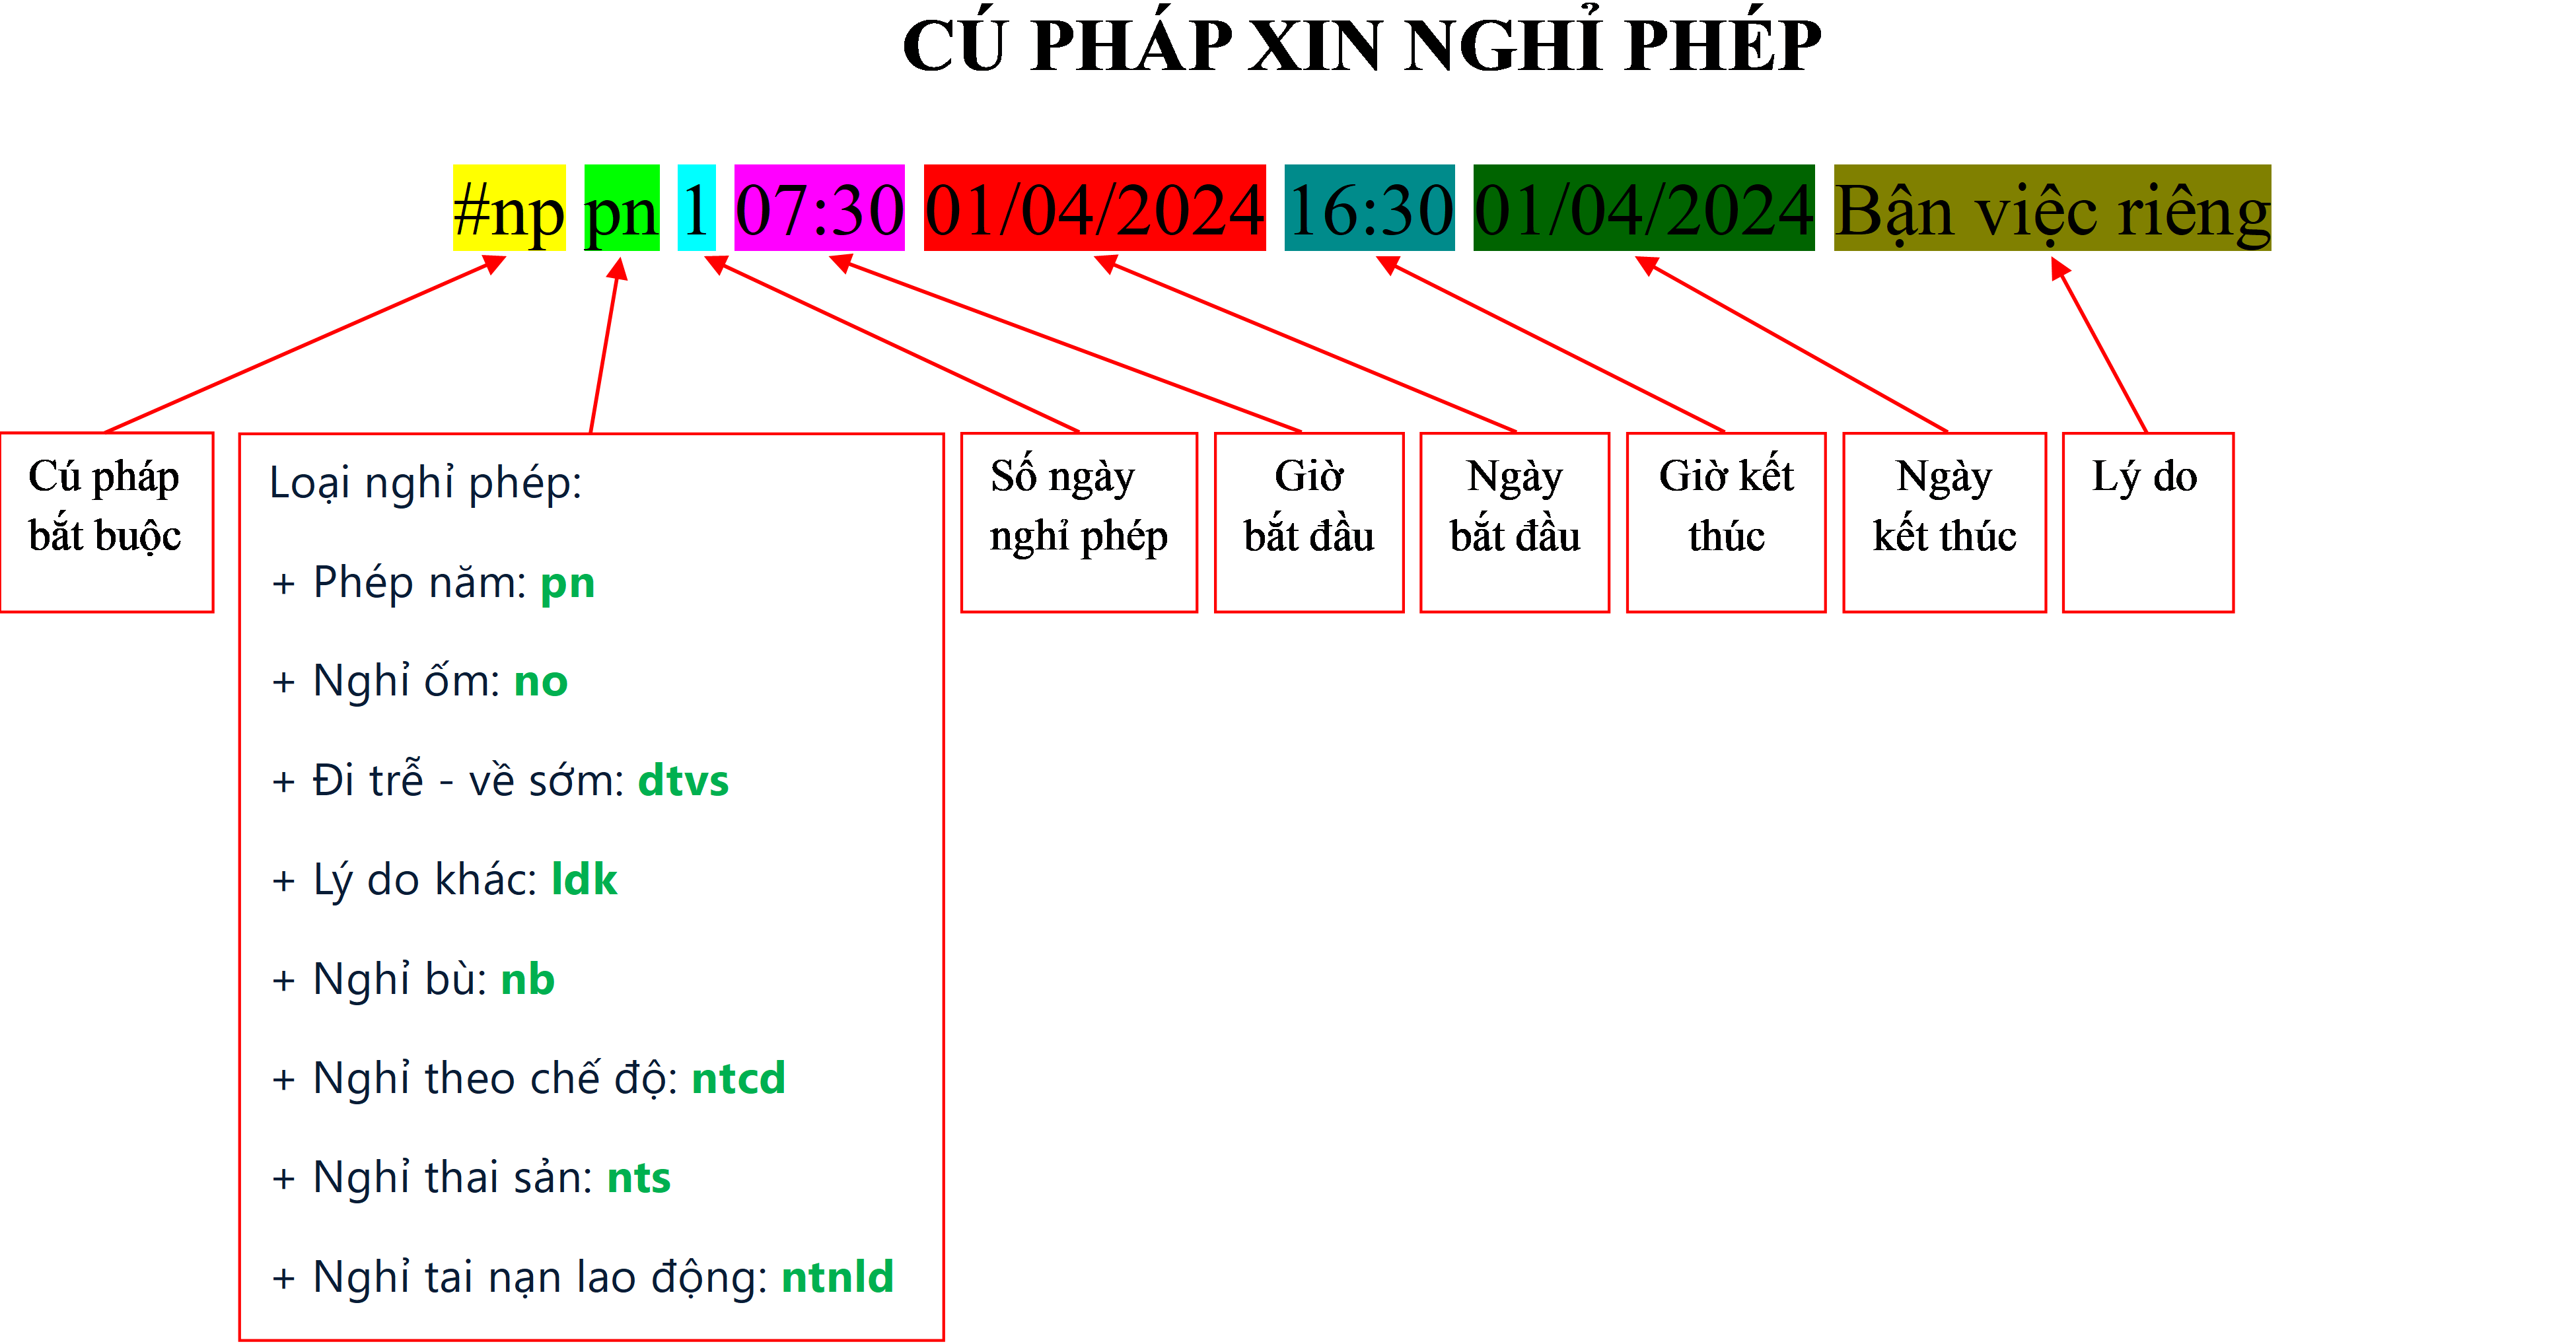 CÚ PHÁP XIN NGHỈ PHÉP
#np pn 1 07:30 01/04/2024 16:30 01/04/2024 Bận việc riêng
Cú pháp
bắt buộc
Loại nghỉ phép:
+ Phép năm: pn
+ Nghỉ ốm: no
+ Đi trễ - về sớm: dtvs
+ Lý do khác: ldk
+ Nghỉ bù: nb
+ Nghỉ theo chế độ: ntcd
+ Nghỉ thai sản: nts
+ Nghỉ tai nạn lao động: ntnld
Số ngày
nghỉ phép
Giờ
bắt đầu
Ngày
bắt đầu
Giờ kết
thúc
Ngày
kết thúc
Lý do